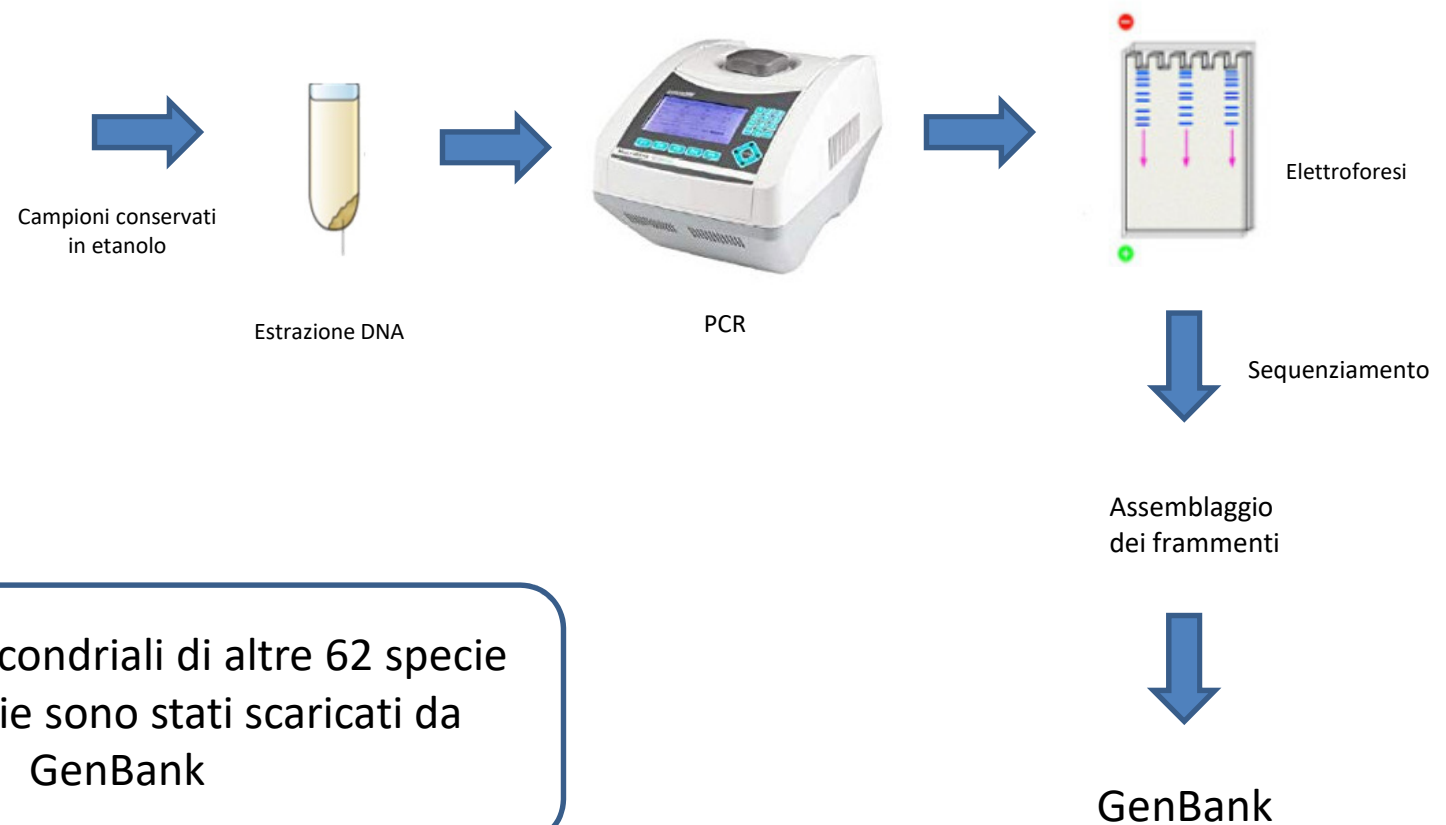 Campioni conservati
in etanolo
Estrazione DNA
PCR
Elettroforesi
Sequenziamento
Assemblaggio
dei frammenti
GenBank
condriali di altre 62 specie
ie sono stati scaricati da
GenBank